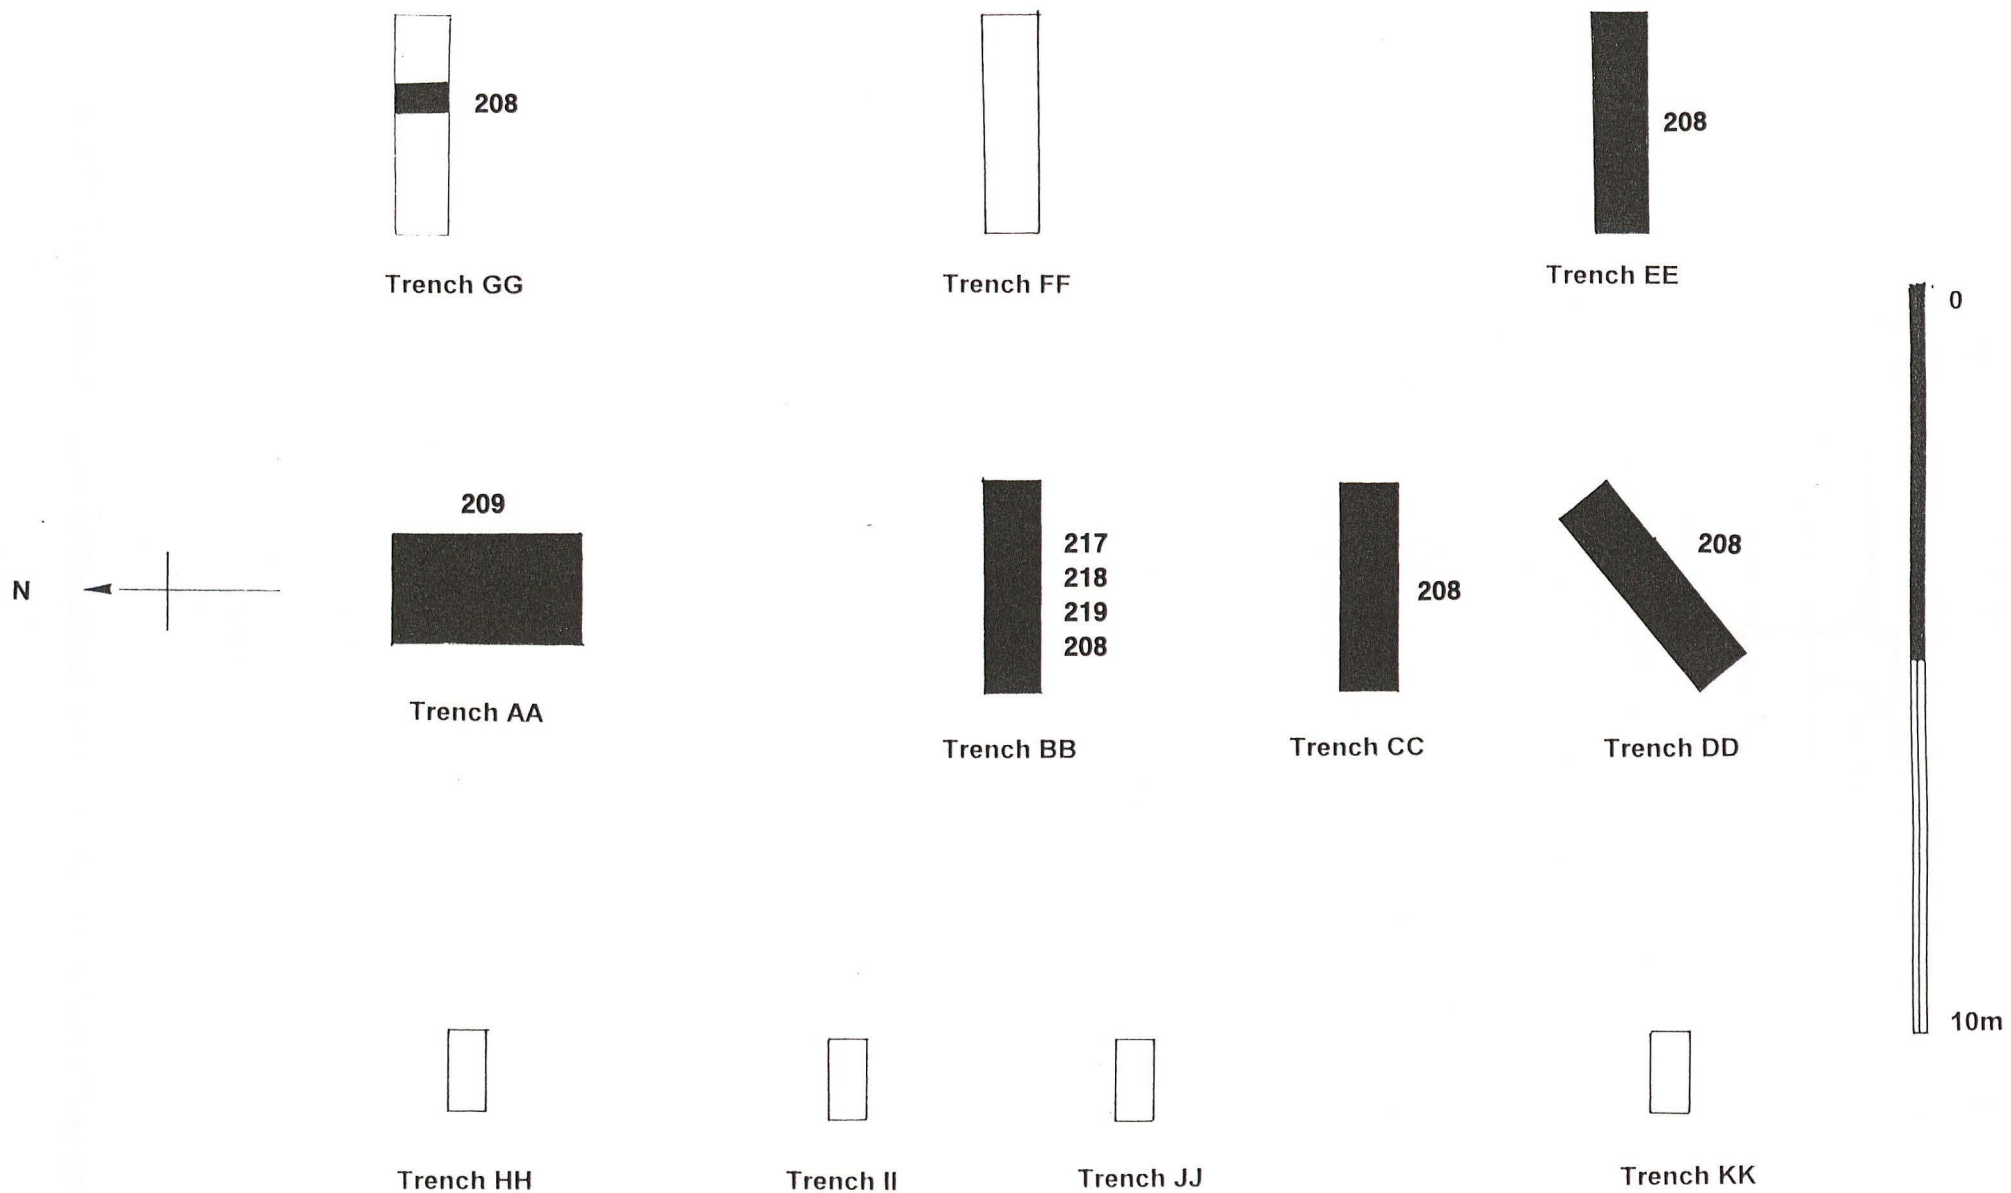 208
208
Trench GG
Trench FF
Trench EE
0
209
217
218
219
208
208
208
N
Trench AA
Trench BB
Trench CC
Trench DD
10m
Trench HH
Trench II
Trench JJ
Trench KK